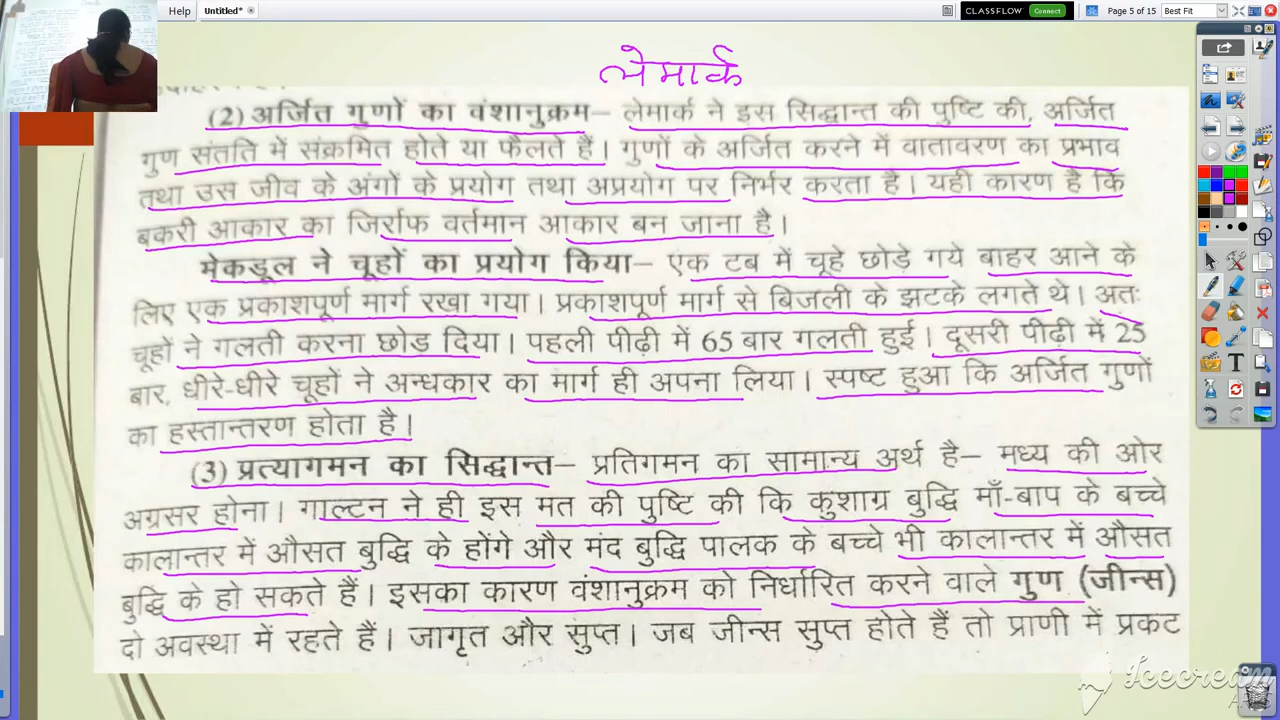 Help Untitled* CLASSFLOW Connect Page 5 of 15 Best Fit
लेमार्क
(2) अर्जित गुणों का वंशानुक्रम– लेमार्क ने इस सिद्धान्त की पुष्टि की, अर्जित
गुण संतति में संक्रमित होते या फैलते हैं। गुणों के अर्जित करने में वातावरण का प्रभाव
तथा उस जीव के अंगों के प्रयोग तथा अप्रयोग पर निर्भर करता है। यही कारण है कि
बकरी आकार का जिर्राफ वर्तमान आकार बन जाना है।
मेकडूल ने चूहों का प्रयोग किया– एक टब में चूहे छोड़े गये बाहर आने के
लिए एक प्रकाशपूर्ण मार्ग रखा गया। प्रकाशपूर्ण मार्ग से बिजली के झटके लगते थे। अतः
चूहों ने गलती करना छोड दिया। पहली पीढ़ी में 65 बार गलती हुई। दूसरी पीढ़ी में 25
बार, धीरे-धीरे चूहों ने अन्धकार का मार्ग ही अपना लिया। स्पष्ट हुआ कि अर्जित गुणों
का हस्तान्तरण होता है।
(3) प्रत्यागमन का सिद्धान्त– प्रतिगमन का सामान्य अर्थ है– मध्य की ओर
अग्रसर होना। गाल्टन ने ही इस मत की पुष्टि की कि कुशाग्र बुद्धि माँ-बाप के बच्चे
कालान्तर में औसत बुद्धि के होंगे और मंद बुद्धि पालक के बच्चे भी कालान्तर में औसत
बुद्धि के हो सकते हैं। इसका कारण वंशानुक्रम को निर्धारित करने वाले गुण (जीन्स)
दो अवस्था में रहते हैं। जागृत और सुप्त। जब जीन्स सुप्त होते हैं तो प्राणी में प्रकट
Icecream
APPS